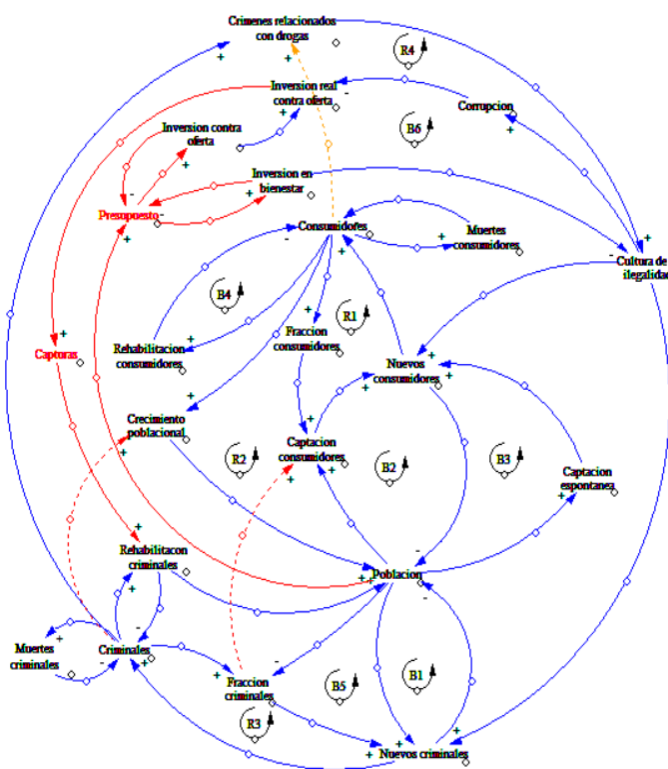 Crimenes relacionados
con drogas
R4
Inversion real
contra oferta
Corrupcion
Inversion contra
oferta
B6
Inversion en
bienestar
Presupuesto
Consumidores
Muertes
consumidores
Cultura de
ilegalidad
B4
Fraccion
consumidores
R1
Capturas
Rehabilitacion
consumidores
Nuevos
consumidores
Crecimiento
poblacional
R2
Captacion
consumidores
B2
B3
Captacion
espontanea
Rehabilitacon
criminales
Poblacion
Muertes
criminales
Criminales
Fraccion
criminales
B5
B1
R3
Nuevos criminales